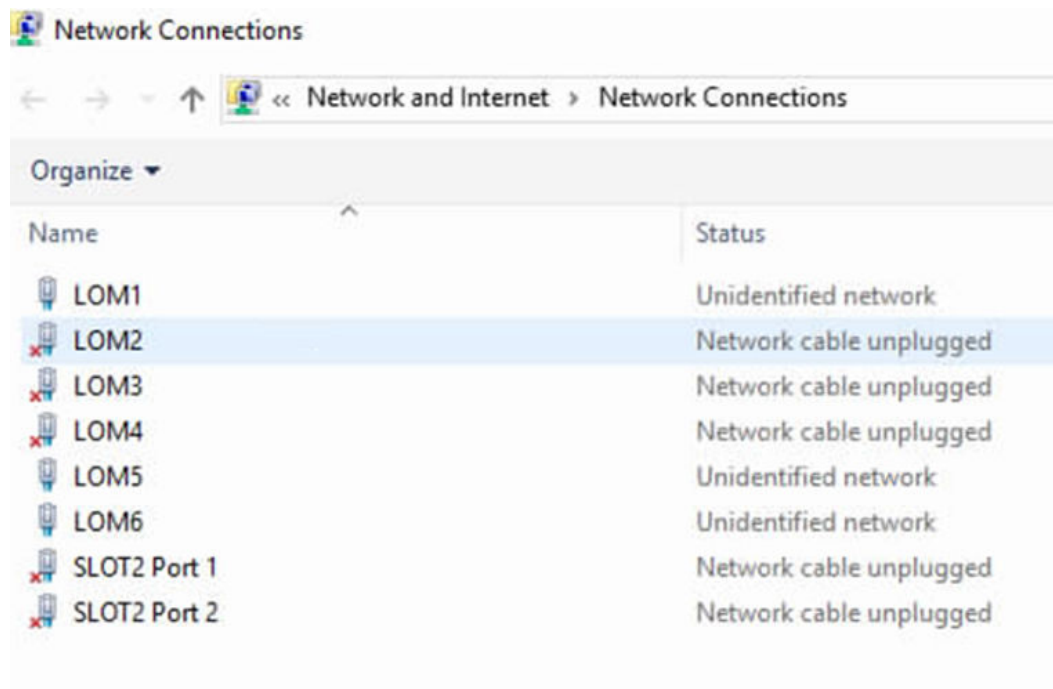 Network Connections
« Network and Internet > Network Connections
Organize
Name Status
LOM1 Unidentified network
LOM2 Network cable unplugged
LOM3 Network cable unplugged
LOM4 Network cable unplugged
LOM5 Unidentified network
LOM6 Unidentified network
SLOT2 Port 1 Network cable unplugged
SLOT2 Port 2 Network cable unplugged